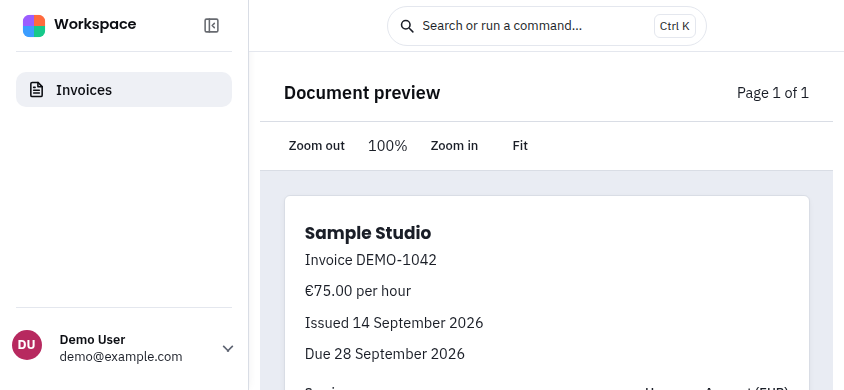 Workspace
Search or run a command...
Ctrl K
Invoices
Document preview
Page 1 of 1
Zoom out 100% Zoom in Fit
Sample Studio
Invoice DEMO-1042
€75.00 per hour
Issued 14 September 2026
Due 28 September 2026
DU
Demo User
demo@example.com